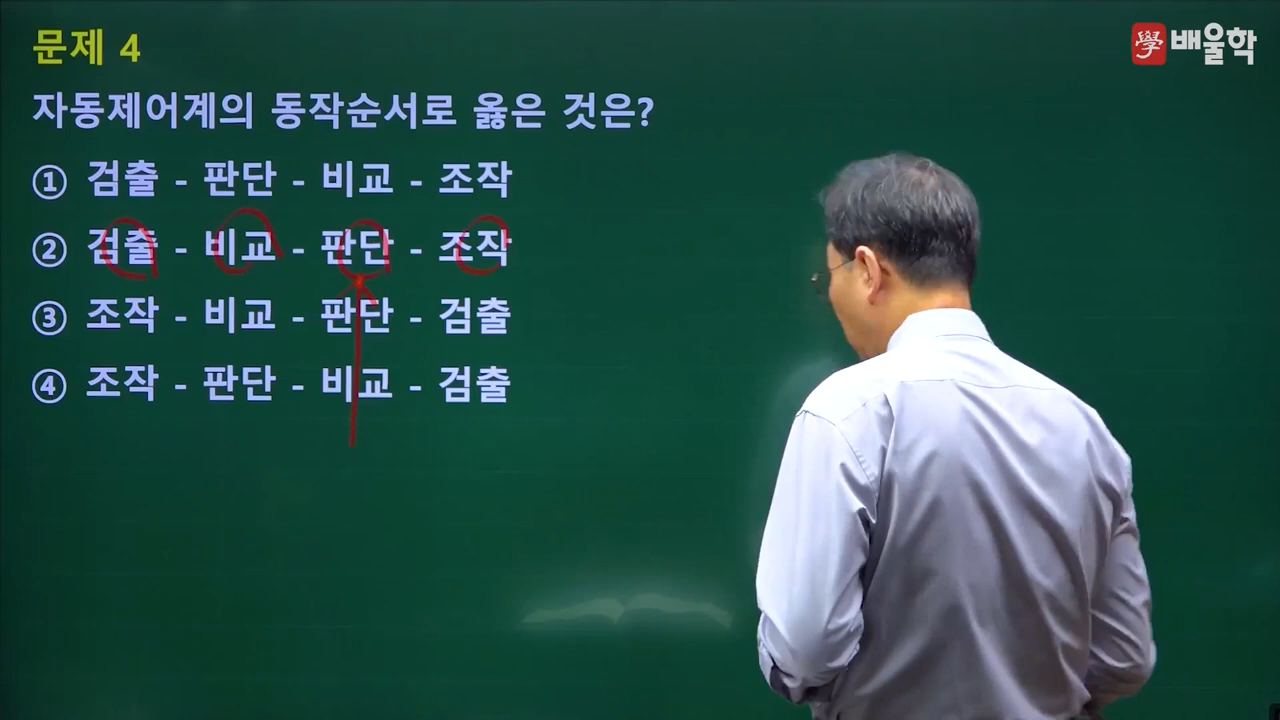 문제 4
學 배울학
자동제어계의 동작순서로 옳은 것은?
① 검출 - 판단 - 비교 - 조작
② 검출 - 비교 - 판단 - 조작
③ 조작 - 비교 - 판단 - 검출
④ 조작 - 판단 - 비교 - 검출